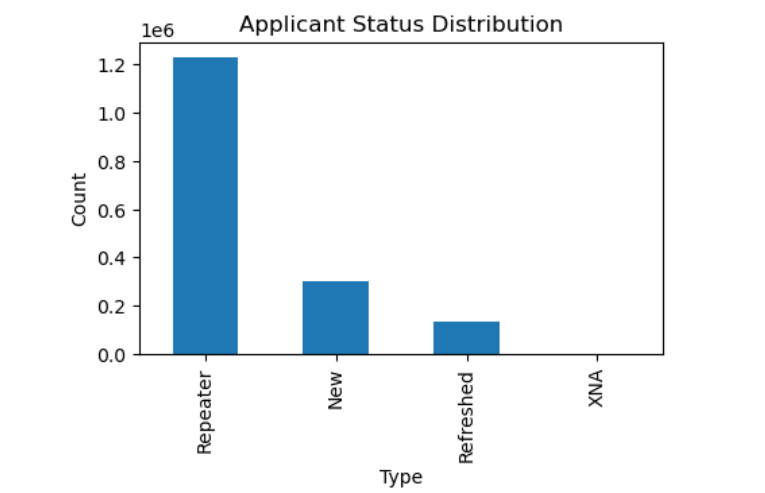 Applicant Status Distribution
1e6
1.2
1.0
0.8
0.6
0.4
0.2
0.0
Count
Repeater
New
Refreshed
XNA
Type